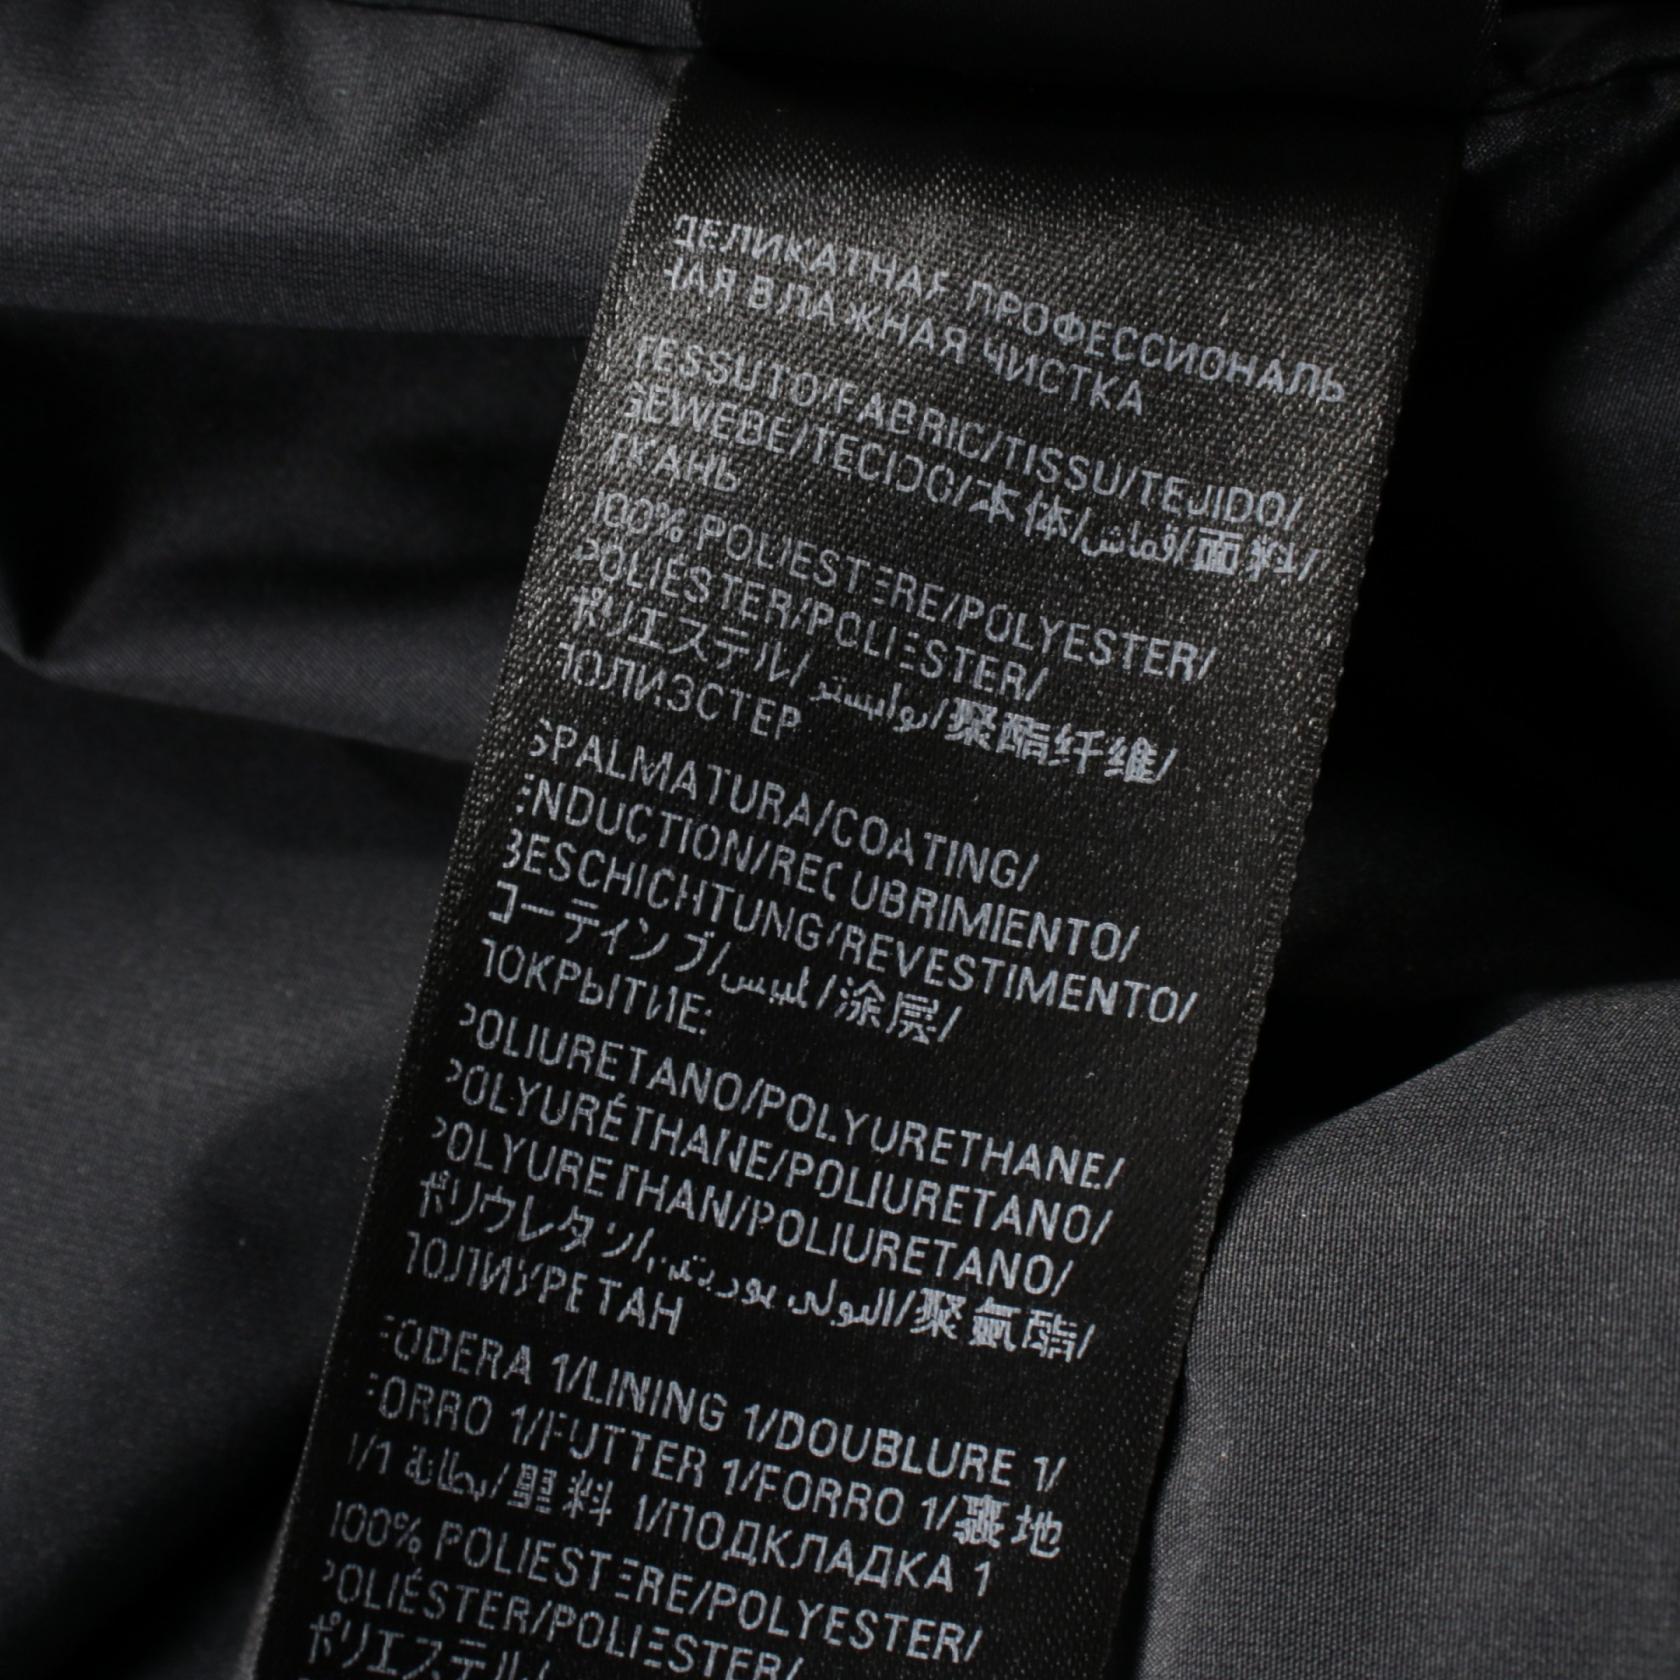 ДЕЛИКАТНАЯ ПРОФЕССИОНАЛЬ
НАЯ ВЛАЖНАЯ ЧИСТКА
TESSUTO/FABRIC/TISSU/TEJIDO/
GEWEBE/TECIDO/本体/قماش/面料/
ТКАНЬ
100% POLIESTERE/POLYESTER/
POLIÉSTER/POLIESTER/
ポリエステル/بوليستر/聚酯纤维/
ПОЛИЭСТЕР
SPALMATURA/COATING/
ENDUCTION/RECUBRIMIENTO/
BESCHICHTUNG/REVESTIMENTO/
コーティング/تلبيس/涂层/
ПОКРЫТИЕ:
POLIURETANO/POLYURETHANE/
POLYURÉTHANE/POLIURETANO/
POLYURETHAN/POLIURETANO/
ポリウレタン/البولي يوريثين/聚氨酯/
ПОЛИУРЕТАН
FODERA 1/LINING 1/DOUBLURE 1/
FORRO 1/FUTTER 1/FORRO 1/裏地
1/1 بطانة/里料 1/ПОДКЛАДКА 1
100% POLIESTERE/POLYESTER/
POLIÉSTER/POLIESTER/
ポリエステル/